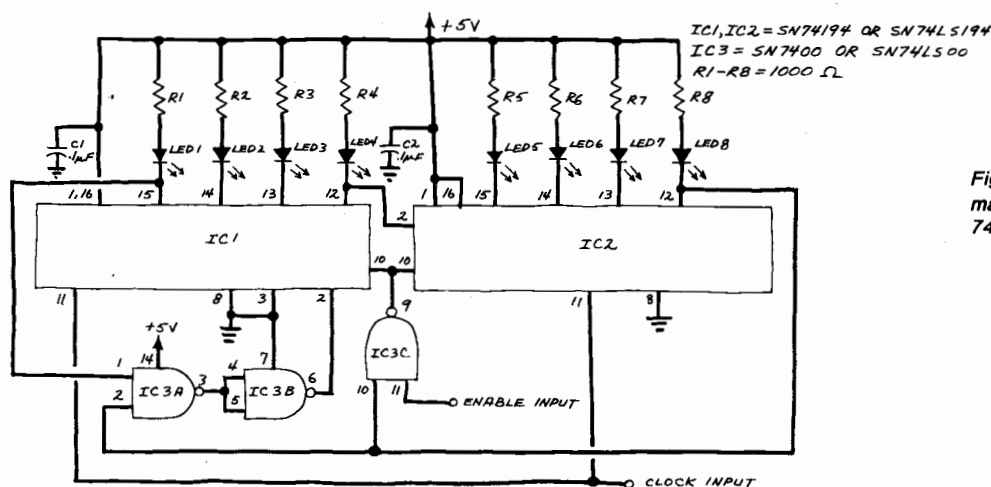 +5V
IC1, IC2 = SN74194 OR SN74LS194
IC3 = SN7400 OR SN74LS00
R1-R8 = 1000 Ω
R1 R2 R3 R4 R5 R6 R7 R8
C1 .1µF
C2 .1µF
LED1 LED2 LED3 LED4 LED5 LED6 LED7 LED8
1,16 15 14 13 12 1 16 15 14 13 12
2
IC1
IC2
10 10
11 8 3 2 9 11 8
+5V
14
7
1
2
IC3A
3
4
5
IC3B
6
IC3C
10 11
ENABLE INPUT
CLOCK INPUT
Fig
ma
74